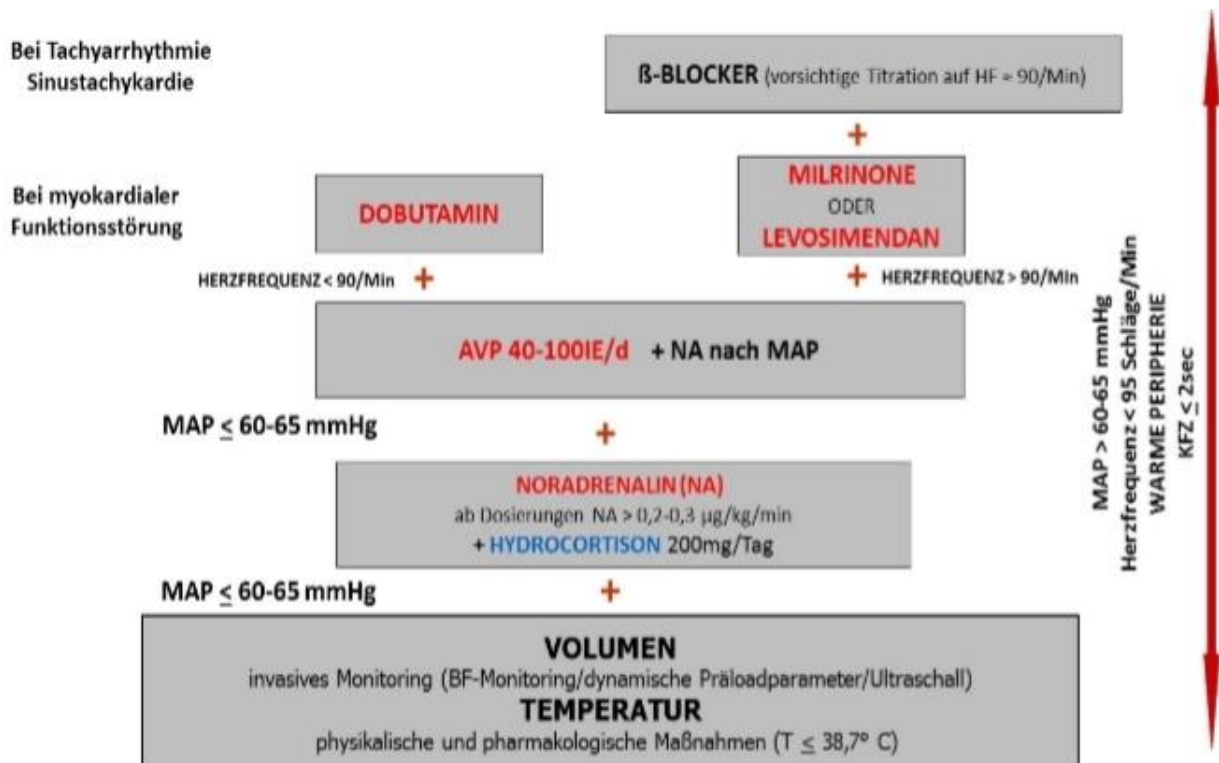 Bei Tachyarrhythmie
Sinustachykardie
ß-BLOCKER (vorsichtige Titration auf HF = 90/Min)
+
Bei myokardialer
Funktionsstörung
DOBUTAMIN
MILRINONE
ODER
LEVOSIMENDAN
HERZFREQUENZ < 90/Min +
+ HERZFREQUENZ > 90/Min
AVP 40-100IE/d + NA nach MAP
MAP ≤ 60-65 mmHg
+
NORADRENALIN (NA)
ab Dosierungen NA > 0,2-0,3 µg/kg/min
+ HYDROCORTISON 200mg/Tag
MAP ≤ 60-65 mmHg
+
VOLUMEN
invasives Monitoring (BF-Monitoring/dynamische Präloadparameter/Ultraschall)
TEMPERATUR
physikalische und pharmakologische Maßnahmen (T ≤ 38,7° C)
MAP > 60-65 mmHg
Herzfrequenz < 95 Schläge/Min
WARME PERIPHERIE
KFZ ≤ 2sec